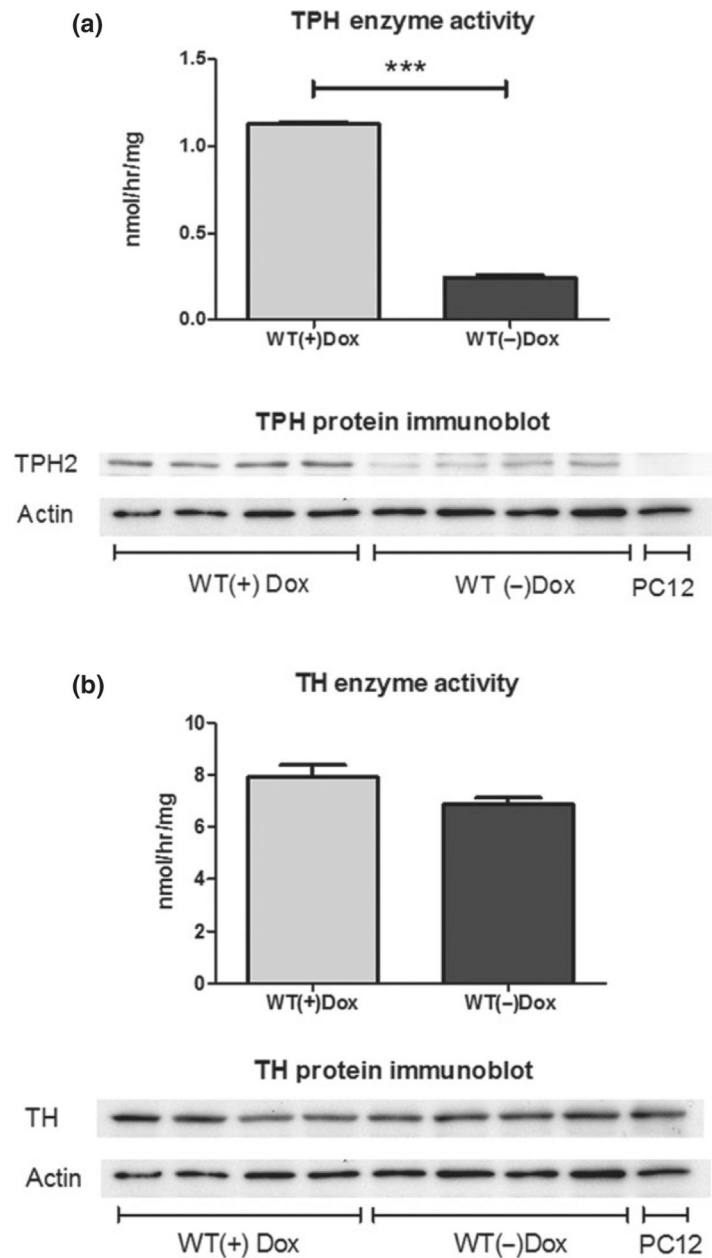 (a)
TPH enzyme activity
1.5
***
1.0
nmol/hr/mg
0.5
0.0
WT(+)Dox WT(−)Dox
TPH protein immunoblot
TPH2
Actin
WT(+) Dox WT (−)Dox PC12
(b)
TH enzyme activity
10
8
6
nmol/hr/mg
4
2
0
WT(+)Dox WT(−)Dox
TH protein immunoblot
TH
Actin
WT(+) Dox WT(−)Dox PC12